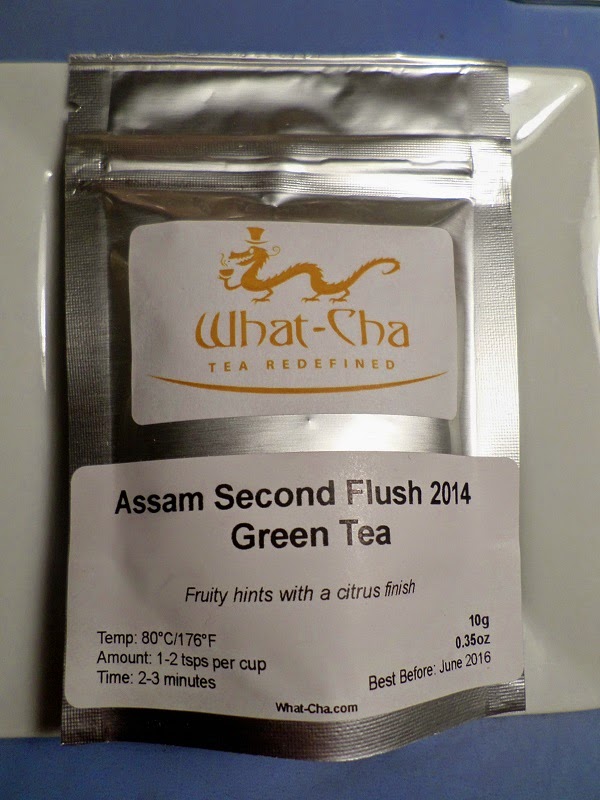 What-Cha
TEA REDEFINED
Assam Second Flush 2014
Green Tea
Fruity hints with a citrus finish
10g
0.35oz
Temp: 80°C/176°F
Amount: 1-2 tsps per cup
Time: 2-3 minutes
Best Before: June 2016
What-Cha.com